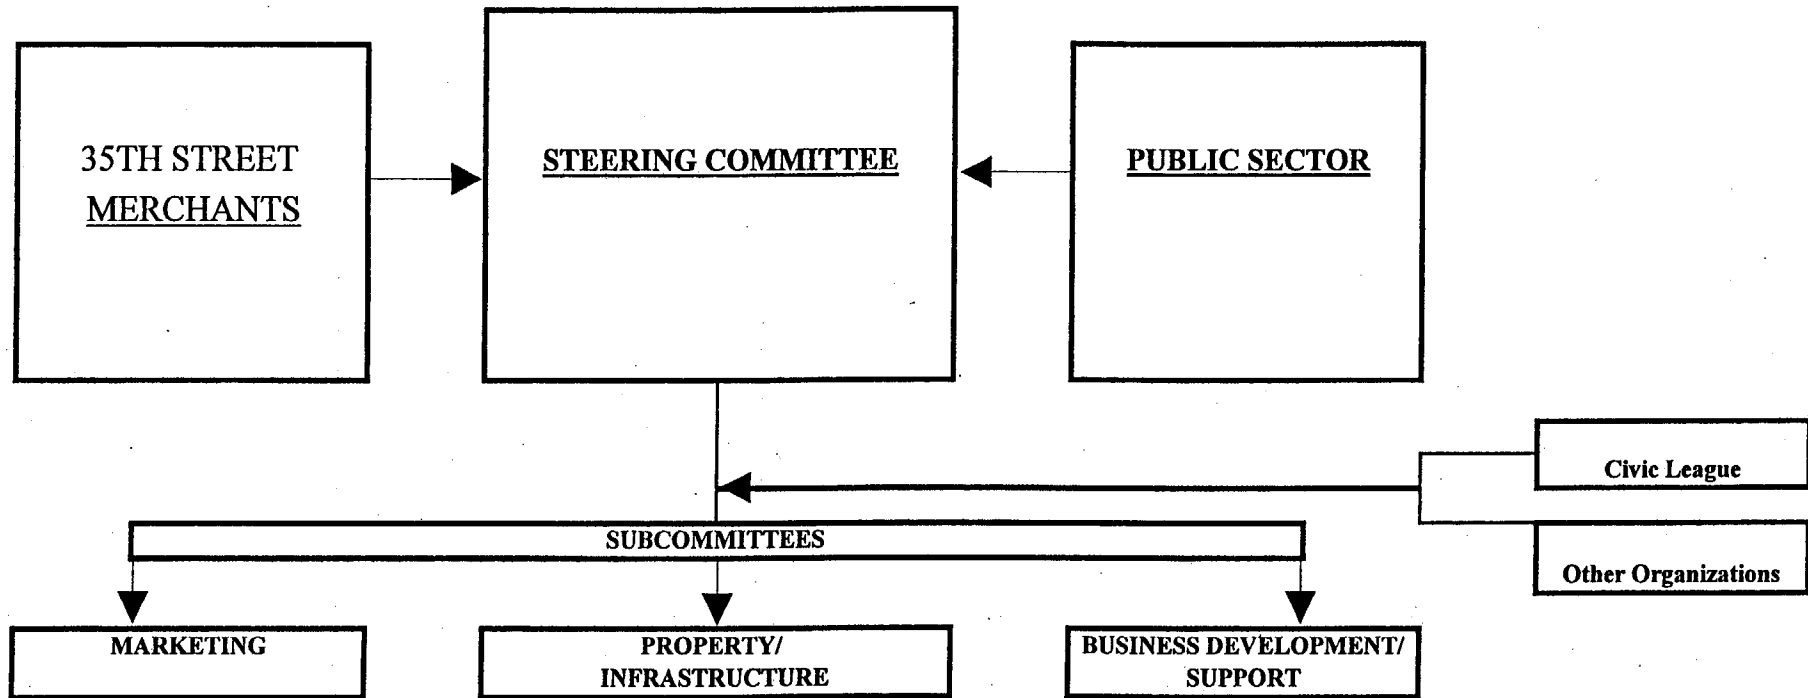 35TH STREET
MERCHANTS
STEERING COMMITTEE
PUBLIC SECTOR
Civic League
Other Organizations
SUBCOMMITTEES
MARKETING
PROPERTY/
INFRASTRUCTURE
BUSINESS DEVELOPMENT/
SUPPORT